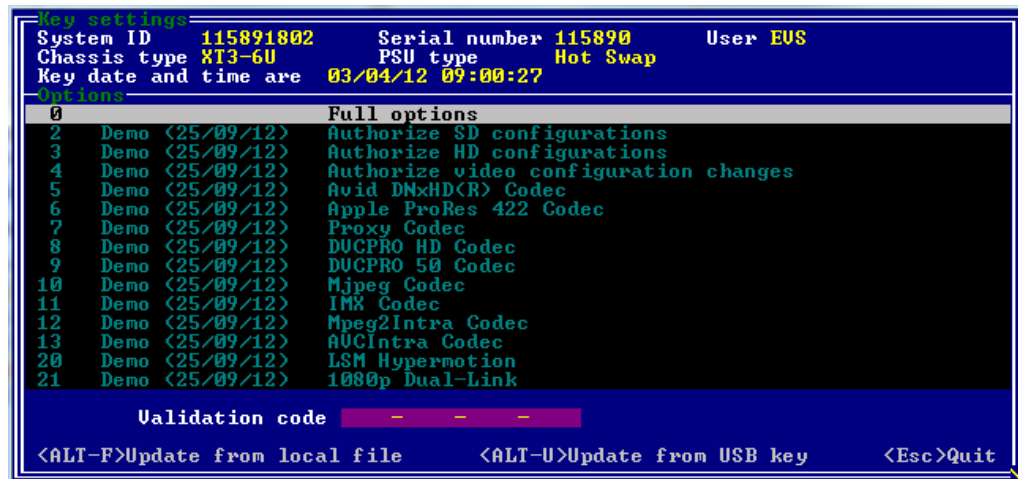 Key settings
System ID 115891802 Serial number 115890 User EVS
Chassis type XT3-6U PSU type Hot Swap
Key date and time are 03/04/12 09:00:27
Options
0 Full options
2 Demo (25/09/12) Authorize SD configurations
3 Demo (25/09/12) Authorize HD configurations
4 Demo (25/09/12) Authorize video configuration changes
5 Demo (25/09/12) Avid DNxHD(R) Codec
6 Demo (25/09/12) Apple ProRes 422 Codec
7 Demo (25/09/12) Proxy Codec
8 Demo (25/09/12) DVCPRO HD Codec
9 Demo (25/09/12) DVCPRO 50 Codec
10 Demo (25/09/12) Mjpeg Codec
11 Demo (25/09/12) IMX Codec
12 Demo (25/09/12) Mpeg2Intra Codec
13 Demo (25/09/12) AVCIntra Codec
20 Demo (25/09/12) LSM Hypermotion
21 Demo (25/09/12) 1080p Dual-Link
Validation code - - -
<ALT-F>Update from local file <ALT-U>Update from USB key <Esc>Quit